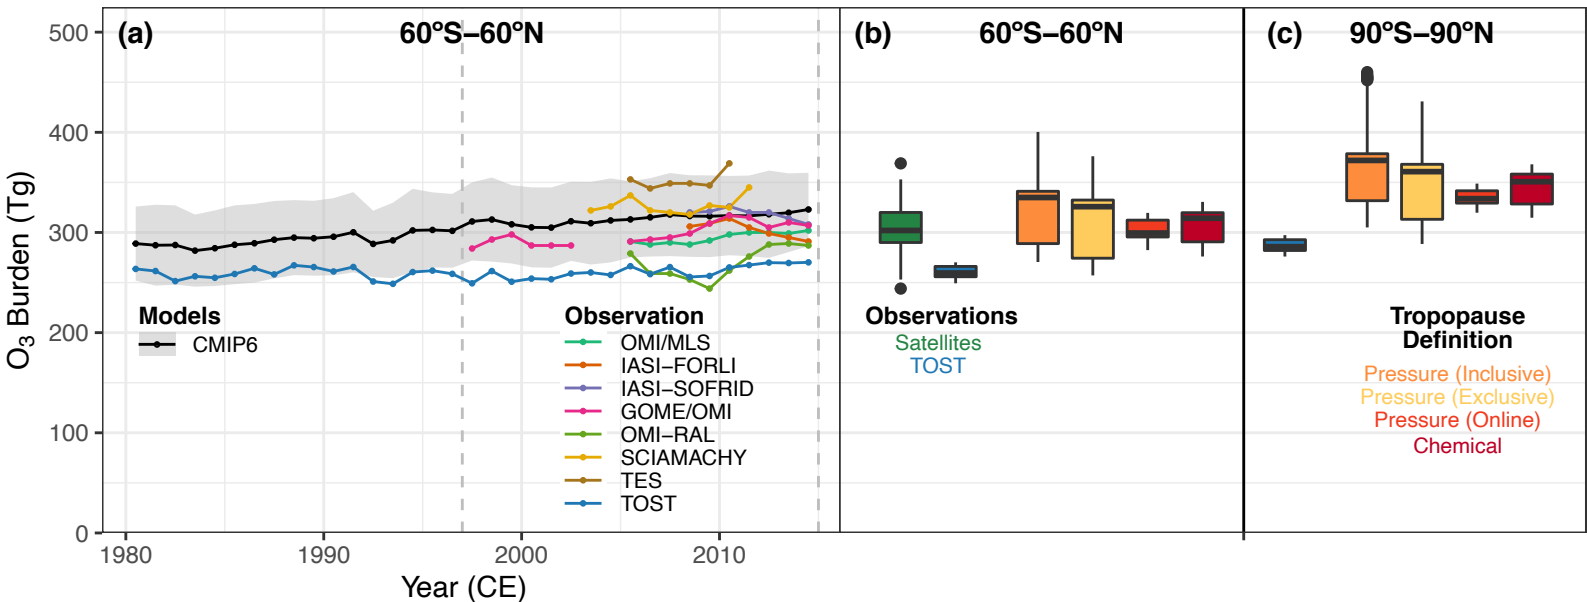 (a)
60°S–60°N
(b)
60°S–60°N
(c)
90°S–90°N
500
400
300
200
100
0
O₃ Burden (Tg)
Models
CMIP6
Observation
OMI/MLS
IASI–FORLI
IASI–SOFRID
GOME/OMI
OMI–RAL
SCIAMACHY
TES
TOST
Observations
Satellites
TOST
Tropopause
Definition
Pressure (Inclusive)
Pressure (Exclusive)
Pressure (Online)
Chemical
1980
1990
2000
2010
Year (CE)